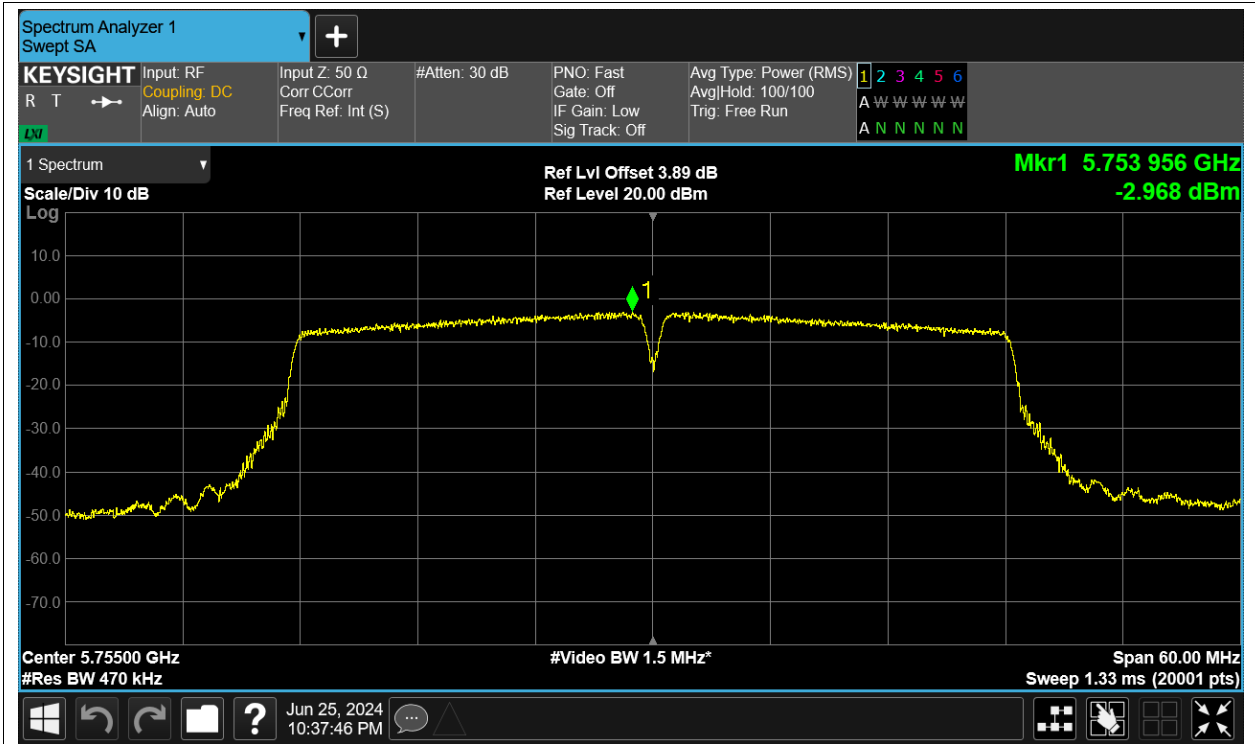 Spectrum Analyzer 1
Swept SA
KEYSIGHT
R T
LXI
Input: RF
Coupling: DC
Align: Auto
Input Z: 50 Ω
Corr CCorr
Freq Ref: Int (S)
#Atten: 30 dB
PNO: Fast
Gate: Off
IF Gain: Low
Sig Track: Off
Avg Type: Power (RMS)
Avg|Hold: 100/100
Trig: Free Run
1 2 3 4 5 6
A W W W W W
A N N N N N
1 Spectrum
Scale/Div 10 dB
Log
Ref Lvl Offset 3.89 dB
Ref Level 20.00 dBm
Mkr1 5.753 956 GHz
-2.968 dBm
10.0
0.00
-10.0
-20.0
-30.0
-40.0
-50.0
-60.0
-70.0
1
Center 5.75500 GHz
#Res BW 470 kHz
#Video BW 1.5 MHz*
Span 60.00 MHz
Sweep 1.33 ms (20001 pts)
?
Jun 25, 2024
10:37:46 PM